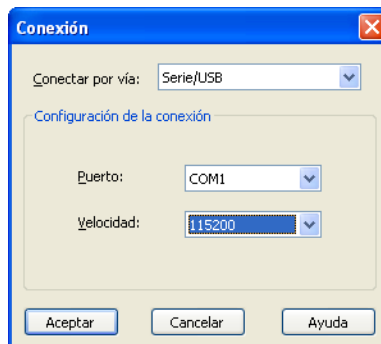 Conexión
Conectar por vía: Serie/USB
Configuración de la conexión
Puerto: COM1
Velocidad: 115200
Aceptar Cancelar Ayuda